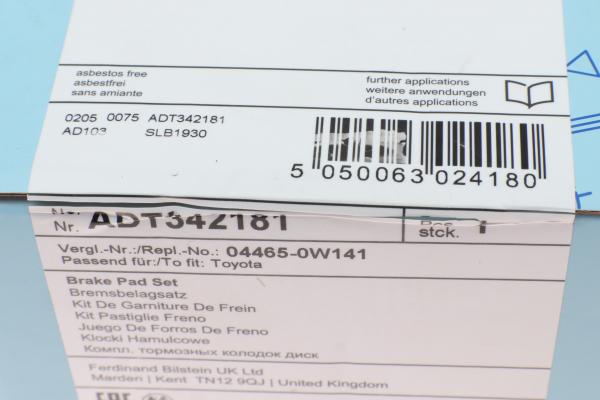 asbestos free
asbestfrei
sans amiante
further applications
weitere anwendungen
d'autres applications
0205 0075 ADT342181
AD103 SLB1930
5 050063 024180
Nr. ADT342181
stck. 1
Vergl.-Nr.:/Repl.-No.: 04465-0W141
Passend für:/To fit: Toyota
Brake Pad Set
Bremsbelagsatz
Kit De Garniture De Frein
Kit Pastiglie Freno
Juego De Forros De Freno
Klocki Hamulcowe
Компл. тормозных колодок диск
Ferdinand Bilstein UK Ltd
Marden | Kent TN12 9QJ | United Kingdom